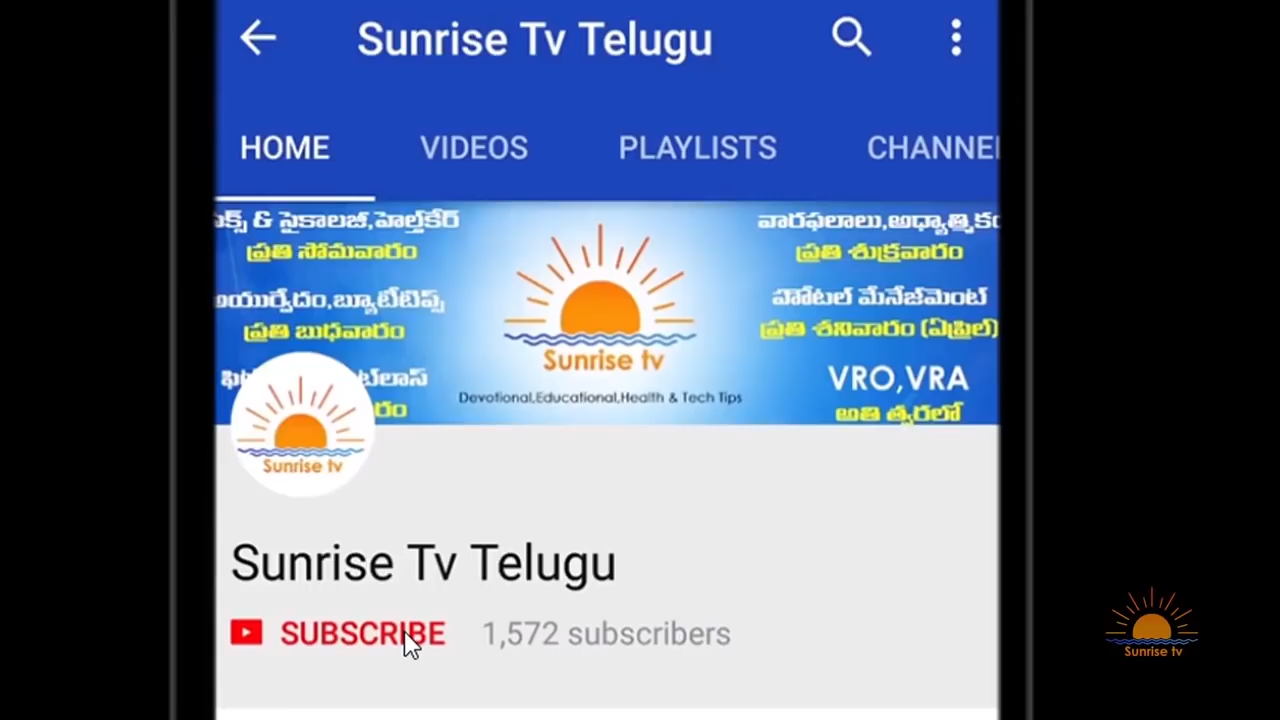 Sunrise Tv Telugu
HOME VIDEOS PLAYLISTS CHANNE
& సైకాలజీ,హెల్త్‌కేర్
ప్రతి సోమవారం
వారఫలాలు,అధ్యాత్మికం
ప్రతి శుక్రవారం
బ్యూటీటిప్స్
ప్రతి బుధవారం
హోటల్ మేనేజ్‌మెంట్
ప్రతి శనివారం (ఏప్రిల్)
Sunrise tv
Devotional,Educational,Health & Tech Tips
VRO,VRA
అతి త్వరలో
Sunrise tv
Sunrise Tv Telugu
SUBSCRIBE 1,572 subscribers
Sunrise tv